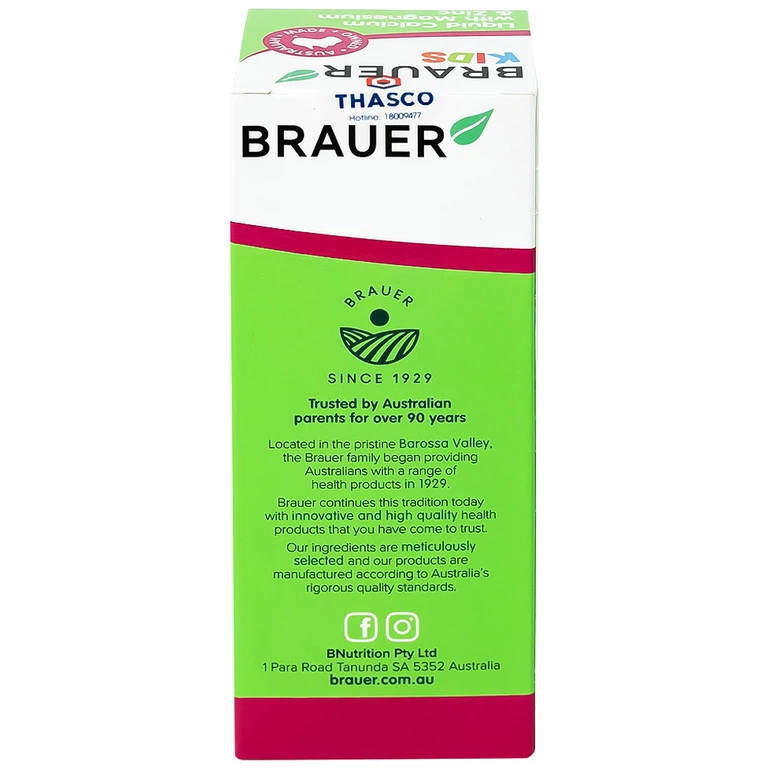 Liquid Calcium
with Magnesium
& Zinc
AUSTRALIAN • MADE + OWNED •
BRAUER
KIDS
THASCO
Hotline: 18009477
BRAUER
BRAUER
SINCE 1929
Trusted by Australian
parents for over 90 years
Located in the pristine Barossa Valley,
the Brauer family began providing
Australians with a range of
health products in 1929.
Brauer continues this tradition today
with innovative and high quality health
products that you have come to trust.
Our ingredients are meticulously
selected and our products are
manufactured according to Australia's
rigorous quality standards.
BNutrition Pty Ltd
1 Para Road Tanunda SA 5352 Australia
brauer.com.au